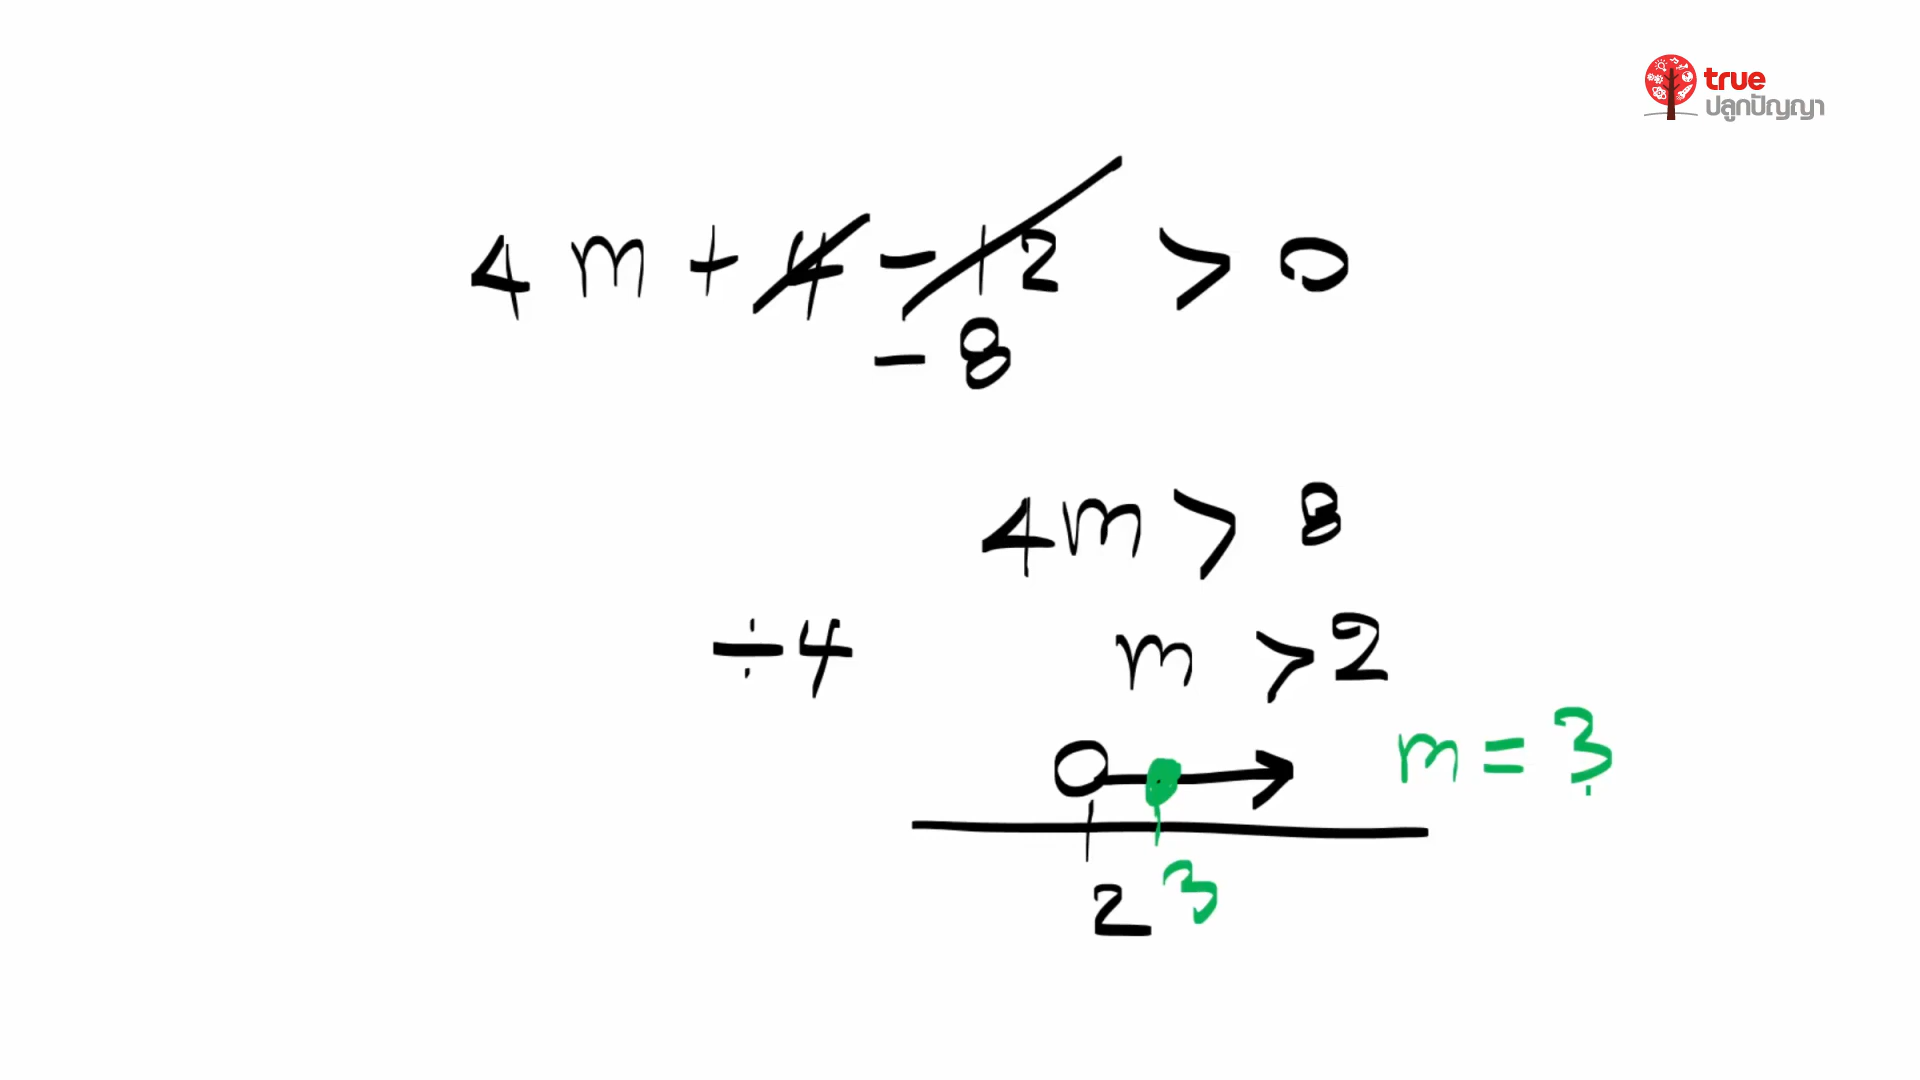 true
ปลูกปัญญา
4m + 4 - 12 > 0
- 8
4m > 8
÷4 m > 2
m = 3
2 3